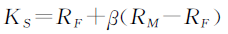 K_S = R_F + β(R_M − R_F)